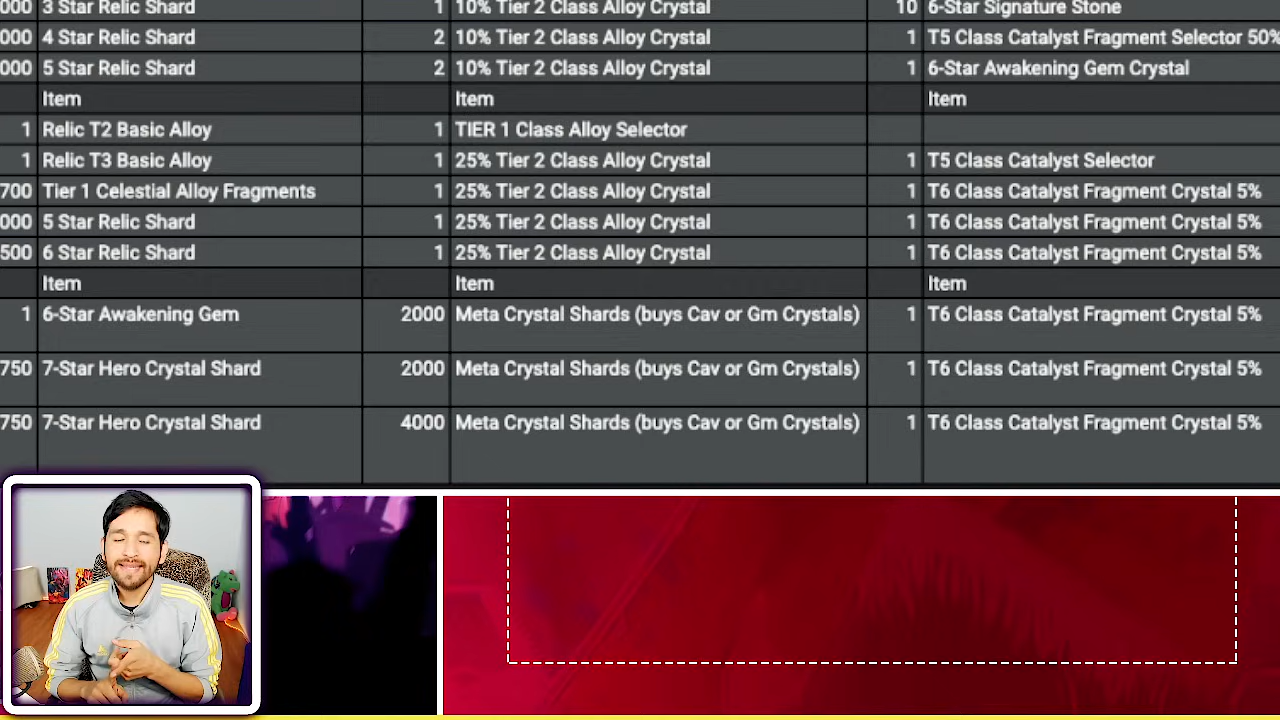 000 3 Star Relic Shard 1 10% Tier 2 Class Alloy Crystal 10 6-Star Signature Stone
000 4 Star Relic Shard 2 10% Tier 2 Class Alloy Crystal 1 T5 Class Catalyst Fragment Selector 50%
000 5 Star Relic Shard 2 10% Tier 2 Class Alloy Crystal 1 6-Star Awakening Gem Crystal
Item Item Item
1 Relic T2 Basic Alloy 1 TIER 1 Class Alloy Selector
1 Relic T3 Basic Alloy 1 25% Tier 2 Class Alloy Crystal 1 T5 Class Catalyst Selector
700 Tier 1 Celestial Alloy Fragments 1 25% Tier 2 Class Alloy Crystal 1 T6 Class Catalyst Fragment Crystal 5%
000 5 Star Relic Shard 1 25% Tier 2 Class Alloy Crystal 1 T6 Class Catalyst Fragment Crystal 5%
500 6 Star Relic Shard 1 25% Tier 2 Class Alloy Crystal 1 T6 Class Catalyst Fragment Crystal 5%
Item Item Item
1 6-Star Awakening Gem 2000 Meta Crystal Shards (buys Cav or Gm Crystals) 1 T6 Class Catalyst Fragment Crystal 5%
750 7-Star Hero Crystal Shard 2000 Meta Crystal Shards (buys Cav or Gm Crystals) 1 T6 Class Catalyst Fragment Crystal 5%
750 7-Star Hero Crystal Shard 4000 Meta Crystal Shards (buys Cav or Gm Crystals) 1 T6 Class Catalyst Fragment Crystal 5%